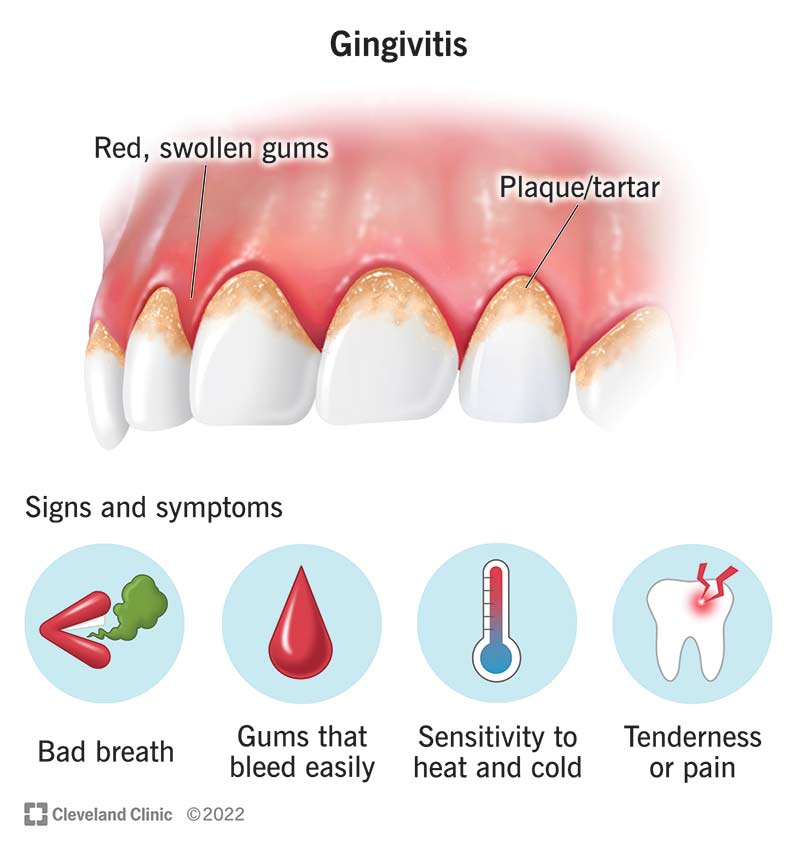 Gingivitis
Red, swollen gums
Plaque/tartar
Signs and symptoms
Bad breath
Gums that
bleed easily
Sensitivity to
heat and cold
Tenderness
or pain
Cleveland Clinic ©2022